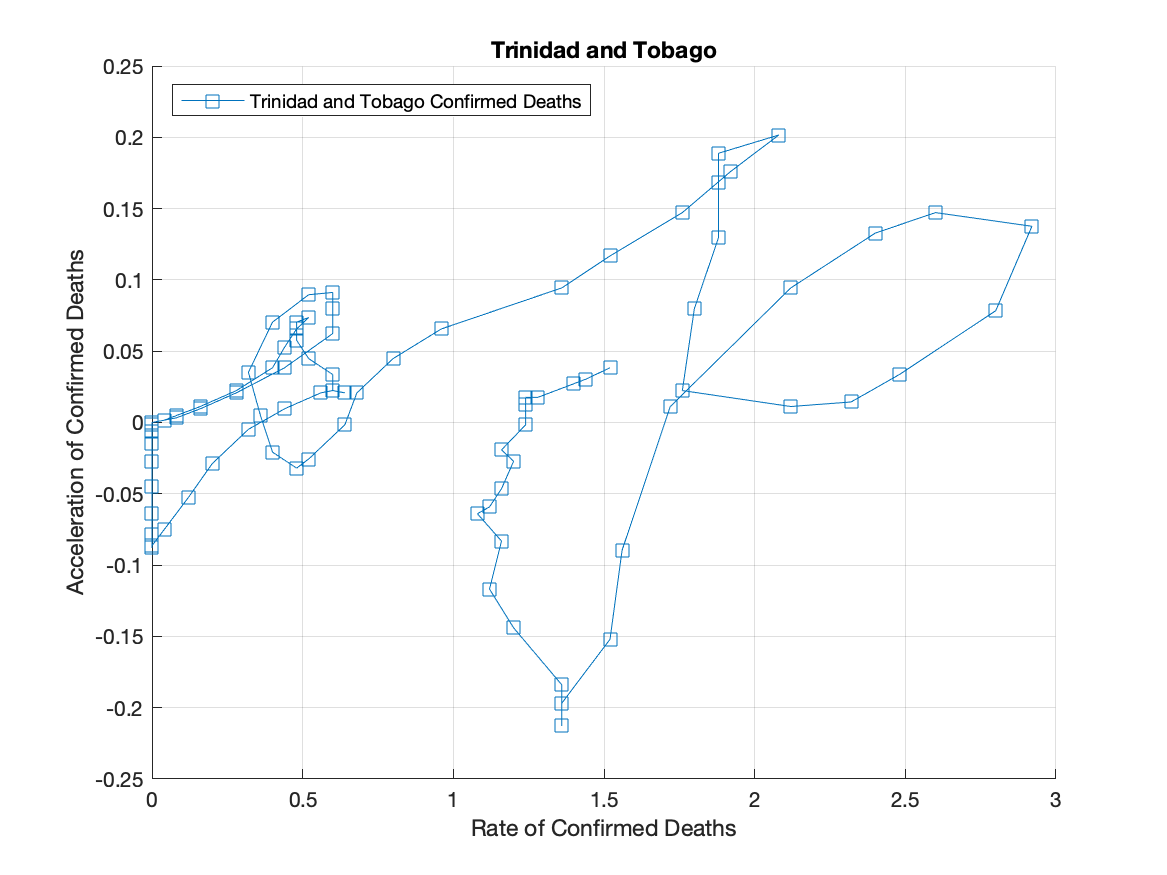 Trinidad and Tobago
Trinidad and Tobago Confirmed Deaths
0.25
0.2
0.15
0.1
0.05
0
-0.05
-0.1
-0.15
-0.2
-0.25
Acceleration of Confirmed Deaths
0 0.5 1 1.5 2 2.5 3
Rate of Confirmed Deaths